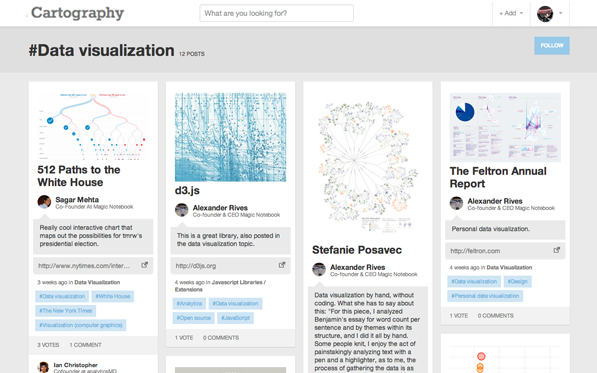 Cartography
What are you looking for?
+ Add
#Data visualization 12 POSTS
FOLLOW
512 Paths to the
White House
Sagar Mehta
Co-Founder At Magic Notebook
Really cool interactive chart that
maps out the possibilities for tmrw's
presidential election.
http://www.nytimes.com/inter...
3 weeks ago in Data Visualization
#Data visualization
#White House
#The New York Times
#Visualization (computer graphics)
3 VOTES 1 COMMENT
Ian Christopher
Cofounder at analyticsMD
d3.js
Alexander Rives
Co-founder & CEO Magic Notebook
This is a great library, also posted in
the data visualization topic.
http://d3js.org
4 weeks ago in Javascript Libraries /
Extensions
#Analytics
#Data visualization
#Open source
#JavaScript
1 VOTE 0 COMMENTS
Stefanie Posavec
Alexander Rives
Co-founder & CEO Magic Notebook
Data visualization by hand, without
coding. What she has to say about
this: "For this piece, I analyzed
Benjamin's essay for word count per
sentence and by themes within its
structure, and I did it all by hand.
Some people knit, I enjoy the act of
painstakingly analyzing text with a
pen and a highlighter, as to me, the
process of gathering the data is as
The Feltron Annual
Report
Alexander Rives
Co-founder & CEO Magic Notebook
Personal data visualization.
http://feltron.com
4 weeks ago in Data Visualization
#Data visualization
#Design
#Personal data visualization
1 VOTE 0 COMMENTS